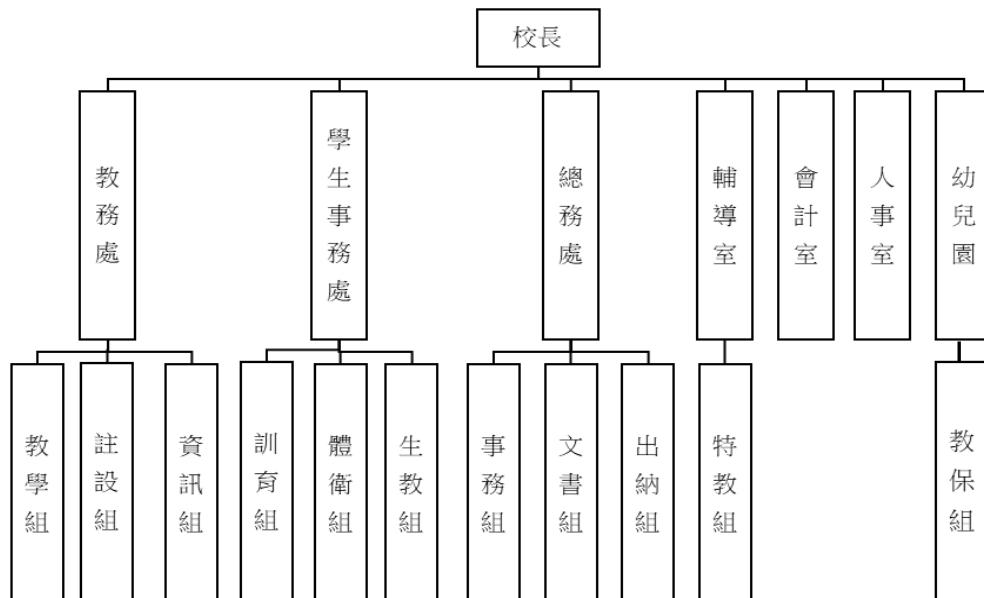 校長
教務處
學生事務處
總務處
輔導室
會計室
人事室
幼兒園
教學組
註設組
資訊組
訓育組
體衛組
生教組
事務組
文書組
出納組
特教組
教保組